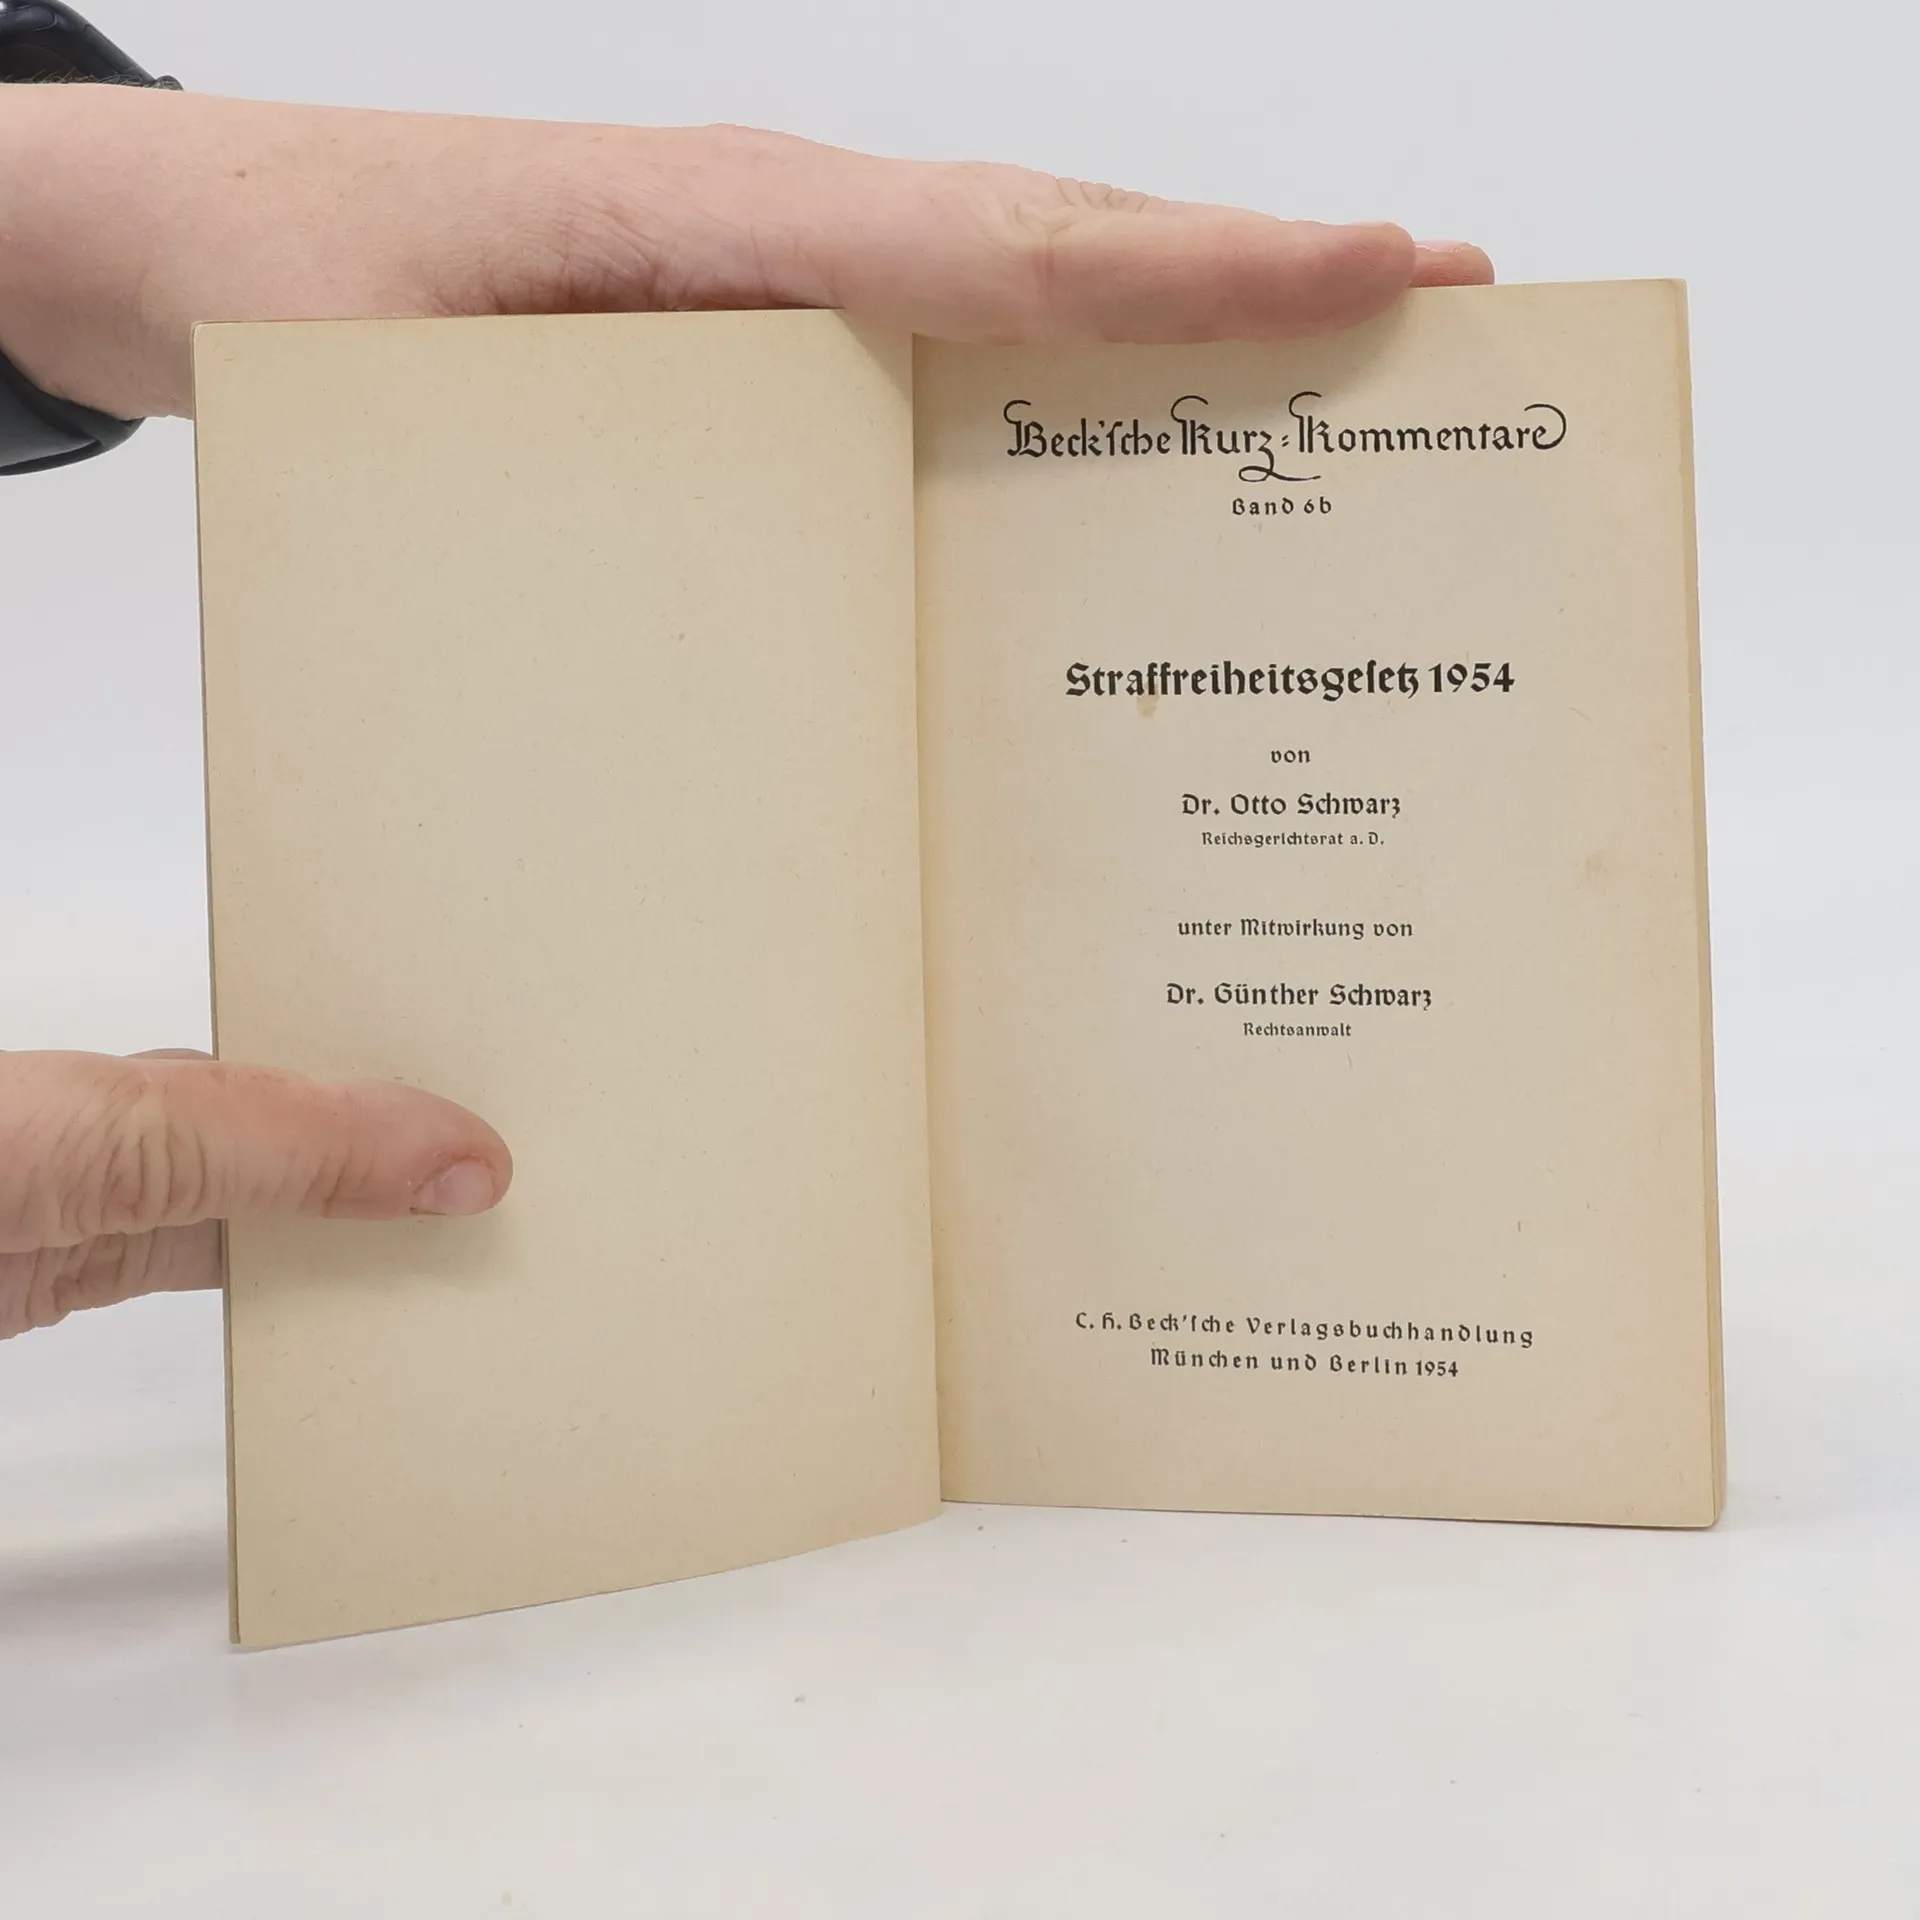 Beck'ſche Kurz-Kommentare
Band 6b
Straffreiheitsgeſetz 1954
von
Dr. Otto Schwarz
Reichsgerichtsrat a. D.
unter Mitwirkung von
Dr. Günther Schwarz
Rechtsanwalt
C. H. Beck'ſche Verlagsbuchhandlung
München und Berlin 1954